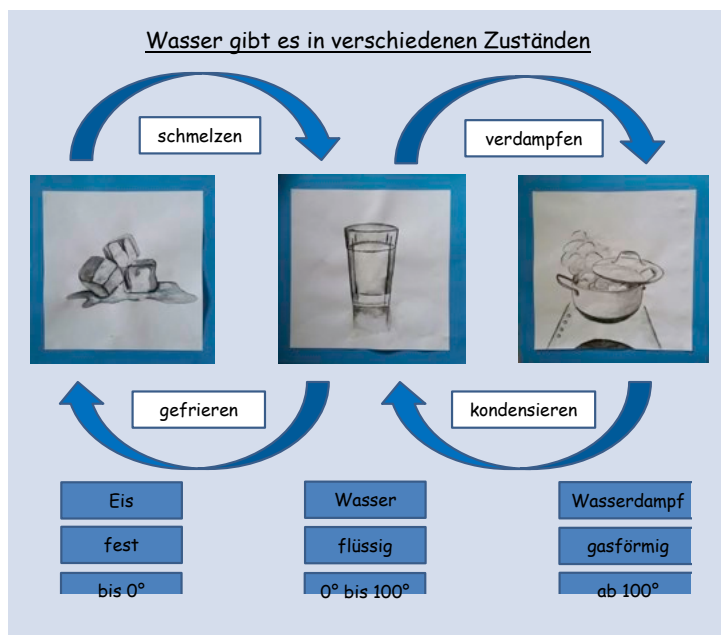 Wasser gibt es in verschiedenen Zuständen
schmelzen
verdampfen
gefrieren
kondensieren
Eis
Wasser
Wasserdampf
fest
flüssig
gasförmig
bis 0°
0° bis 100°
ab 100°